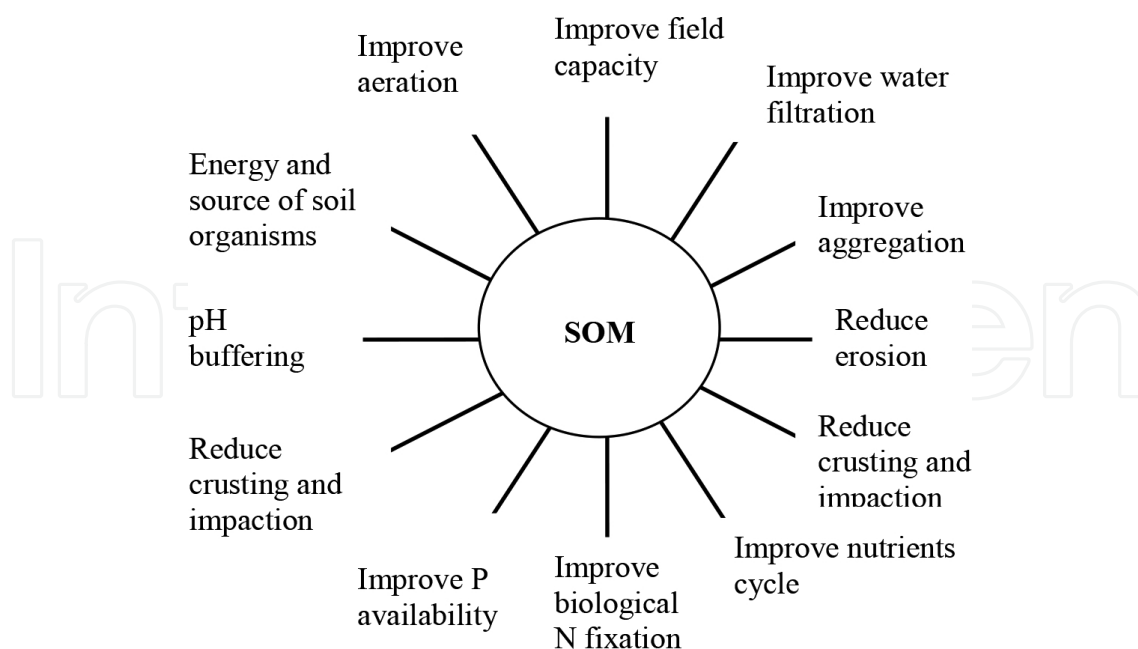 Improve
aeration
Improve field
capacity
Improve water
filtration
Energy and
source of soil
organisms
Improve
aggregation
pH
buffering
SOM
Reduce
erosion
Reduce
crusting and
impaction
Reduce
crusting and
impaction
Improve P
availability
Improve
biological
N fixation
Improve nutrients
cycle